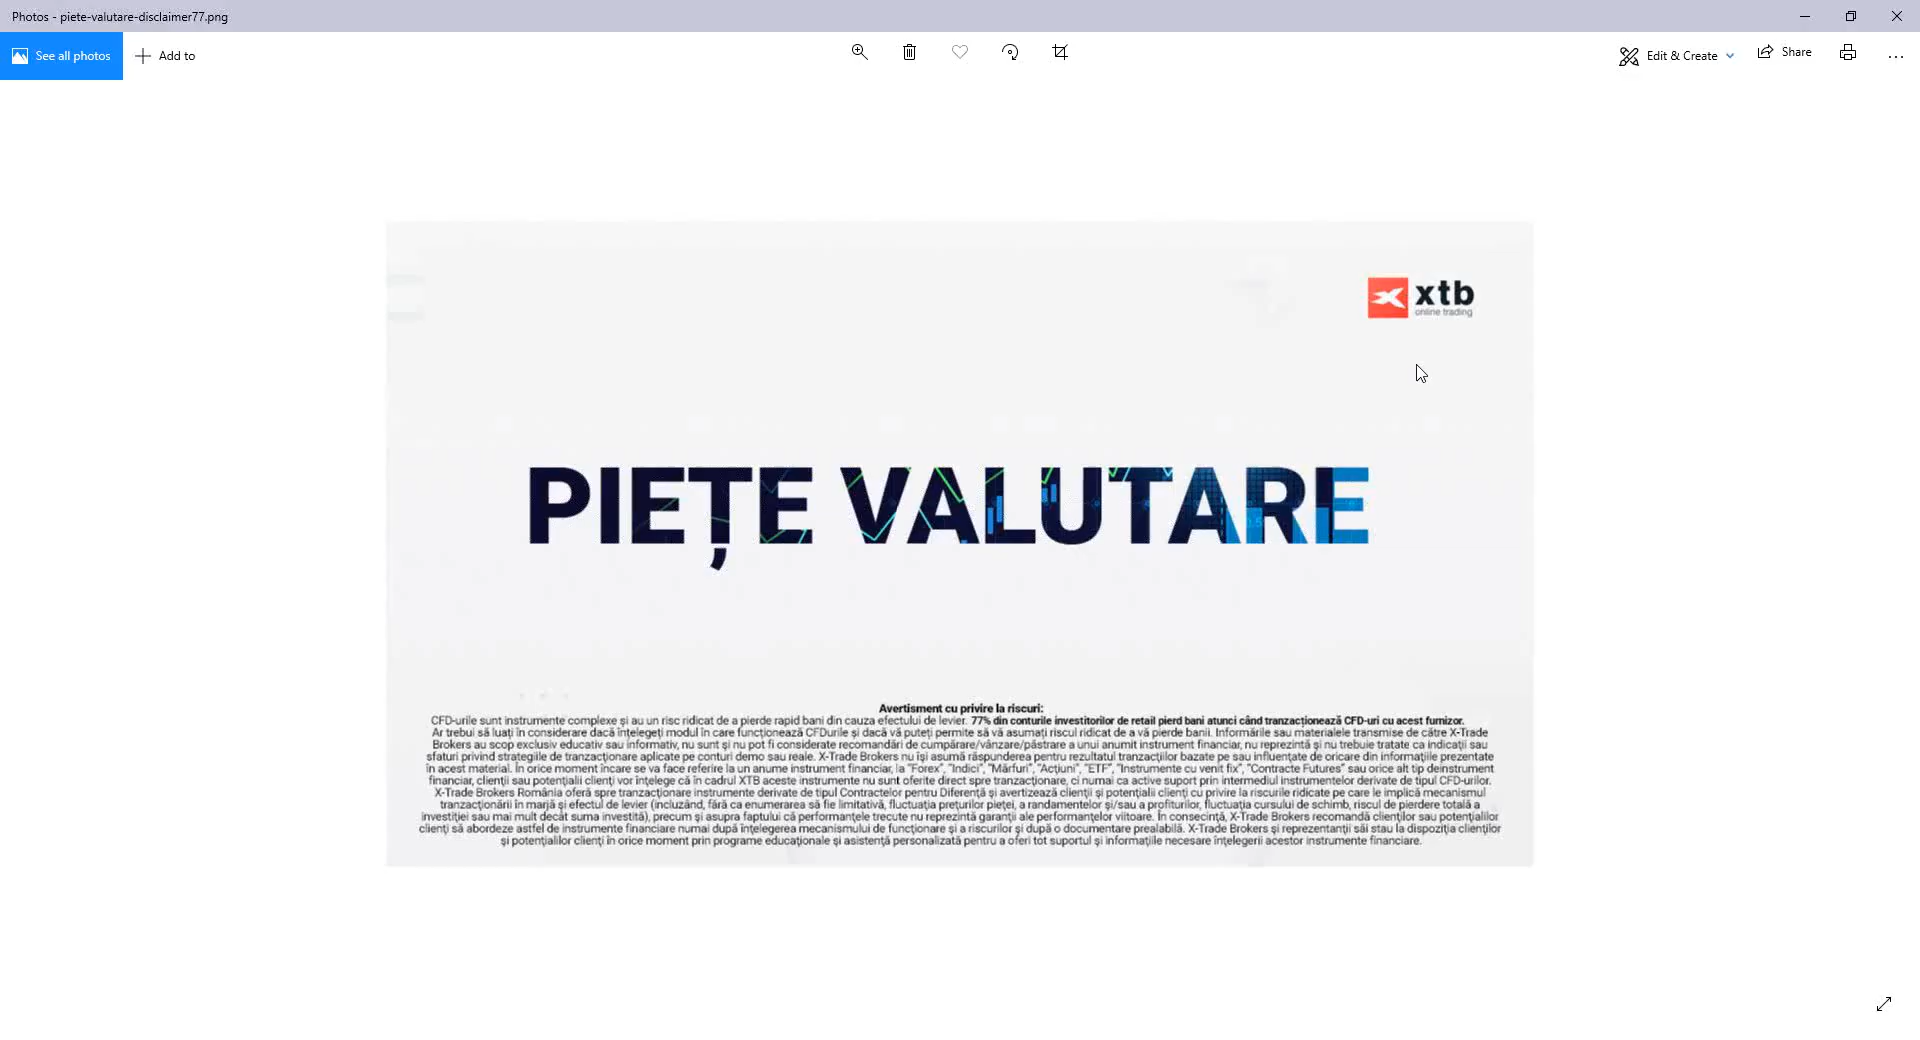 Photos - piete-valutare-disclaimer77.png
See all photos
Add to
Edit & Create
Share
xtb
online trading
PIEȚE VALUTARE
Avertisment cu privire la riscuri:
CFD-urile sunt instrumente complexe și au un risc ridicat de a pierde rapid bani din cauza efectului de levier. 77% din conturile investitorilor de retail pierd bani atunci când tranzacționează CFD-uri cu acest furnizor.
Ar trebui să luați în considerare dacă înțelegeți modul în care funcționează CFDurile și dacă vă puteți permite să vă asumați riscul ridicat de a vă pierde banii. Informările sau materialele transmise de către X-Trade
Brokers au scop exclusiv educativ sau informativ, nu sunt și nu pot fi considerate recomandări de cumpărare/vânzare/păstrare a unui anumit instrument financiar, nu reprezintă și nu trebuie tratate ca indicații sau
sfaturi privind strategiile de tranzacționare aplicate pe conturi demo sau reale. X-Trade Brokers nu își asumă răspunderea pentru rezultatul tranzacțiilor bazate pe sau influențate de oricare din informațiile prezentate
în acest material. În orice moment încare se va face referire la un anume instrument financiar, la "Forex", "Indici", "Mărfuri", "Acțiuni", "ETF", "Instrumente cu venit fix", "Contracte Futures" sau orice alt tip deinstrument
financiar, clienții sau potențialii clienți vor înțelege că în cadrul XTB aceste instrumente nu sunt oferite direct spre tranzacționare, ci numai ca active suport prin intermediul instrumentelor derivate de tipul CFD-urilor.
X-Trade Brokers România oferă spre tranzacționare instrumente derivate de tipul Contractelor pentru Diferență și avertizează clienții și potențialii clienți cu privire la riscurile ridicate pe care le implică mecanismul
tranzacționării în marjă și efectul de levier (incluzând, fără ca enumerarea să fie limitativă, fluctuația prețurilor pieței, a randamentelor și/sau a profiturilor, fluctuația cursului de schimb, riscul de pierdere totală a
investiției sau mai mult decât suma investită), precum și asupra faptului că performanțele trecute nu reprezintă garanții ale performanțelor viitoare. În consecință, X-Trade Brokers recomandă clienților sau potențialilor
clienți să abordeze astfel de instrumente financiare numai după înțelegerea mecanismului de funcționare și a riscurilor și după o documentare prealabilă. X-Trade Brokers și reprezentanții săi stau la dispoziția clienților
și potențialilor clienți în orice moment prin programe educaționale și asistență personalizată pentru a oferi tot suportul și informațiile necesare înțelegerii acestor instrumente financiare.